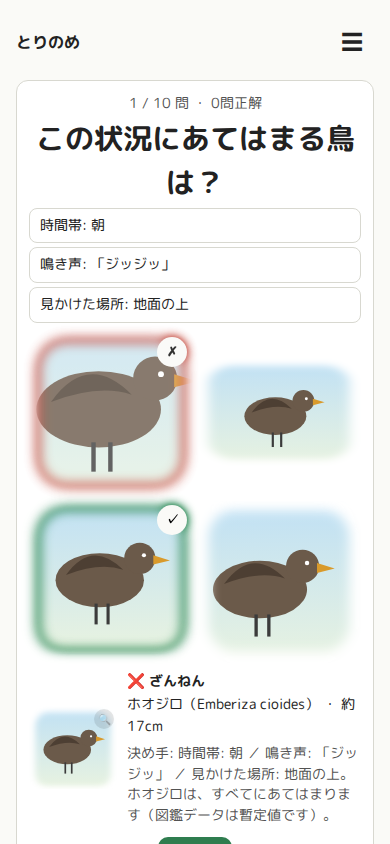 とりのめ
1 / 10 問 · 0問正解
この状況にあてはまる鳥
は？
時間帯: 朝
鳴き声: 「ジッジッ」
見かけた場所: 地面の上
✗
✓
❌ ざんねん
ホオジロ（Emberiza cioides） · 約
17cm
決め手: 時間帯: 朝 ／ 鳴き声: 「ジッ
ジッ」 ／ 見かけた場所: 地面の上。
ホオジロは、すべてにあてはまりま
す（図鑑データは暫定値です）。